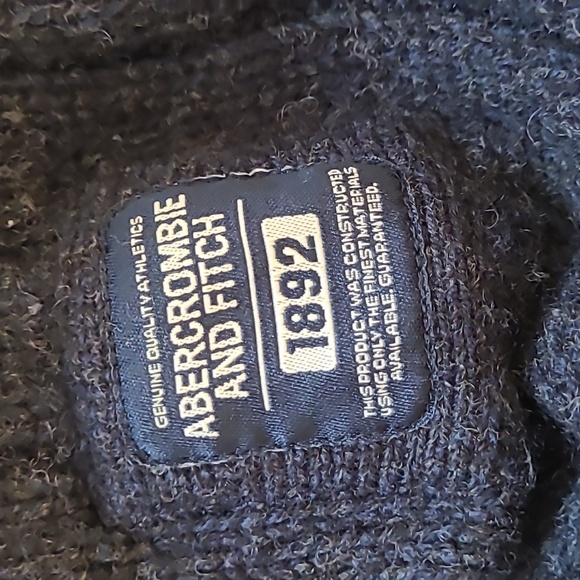 GENUINE QUALITY ATHLETICS
ABERCROMBIE
AND FITCH
1892
THIS PRODUCT WAS CONSTRUCTED
USING ONLY THE FINEST MATERIALS
AVAILABLE. GUARANTEED.